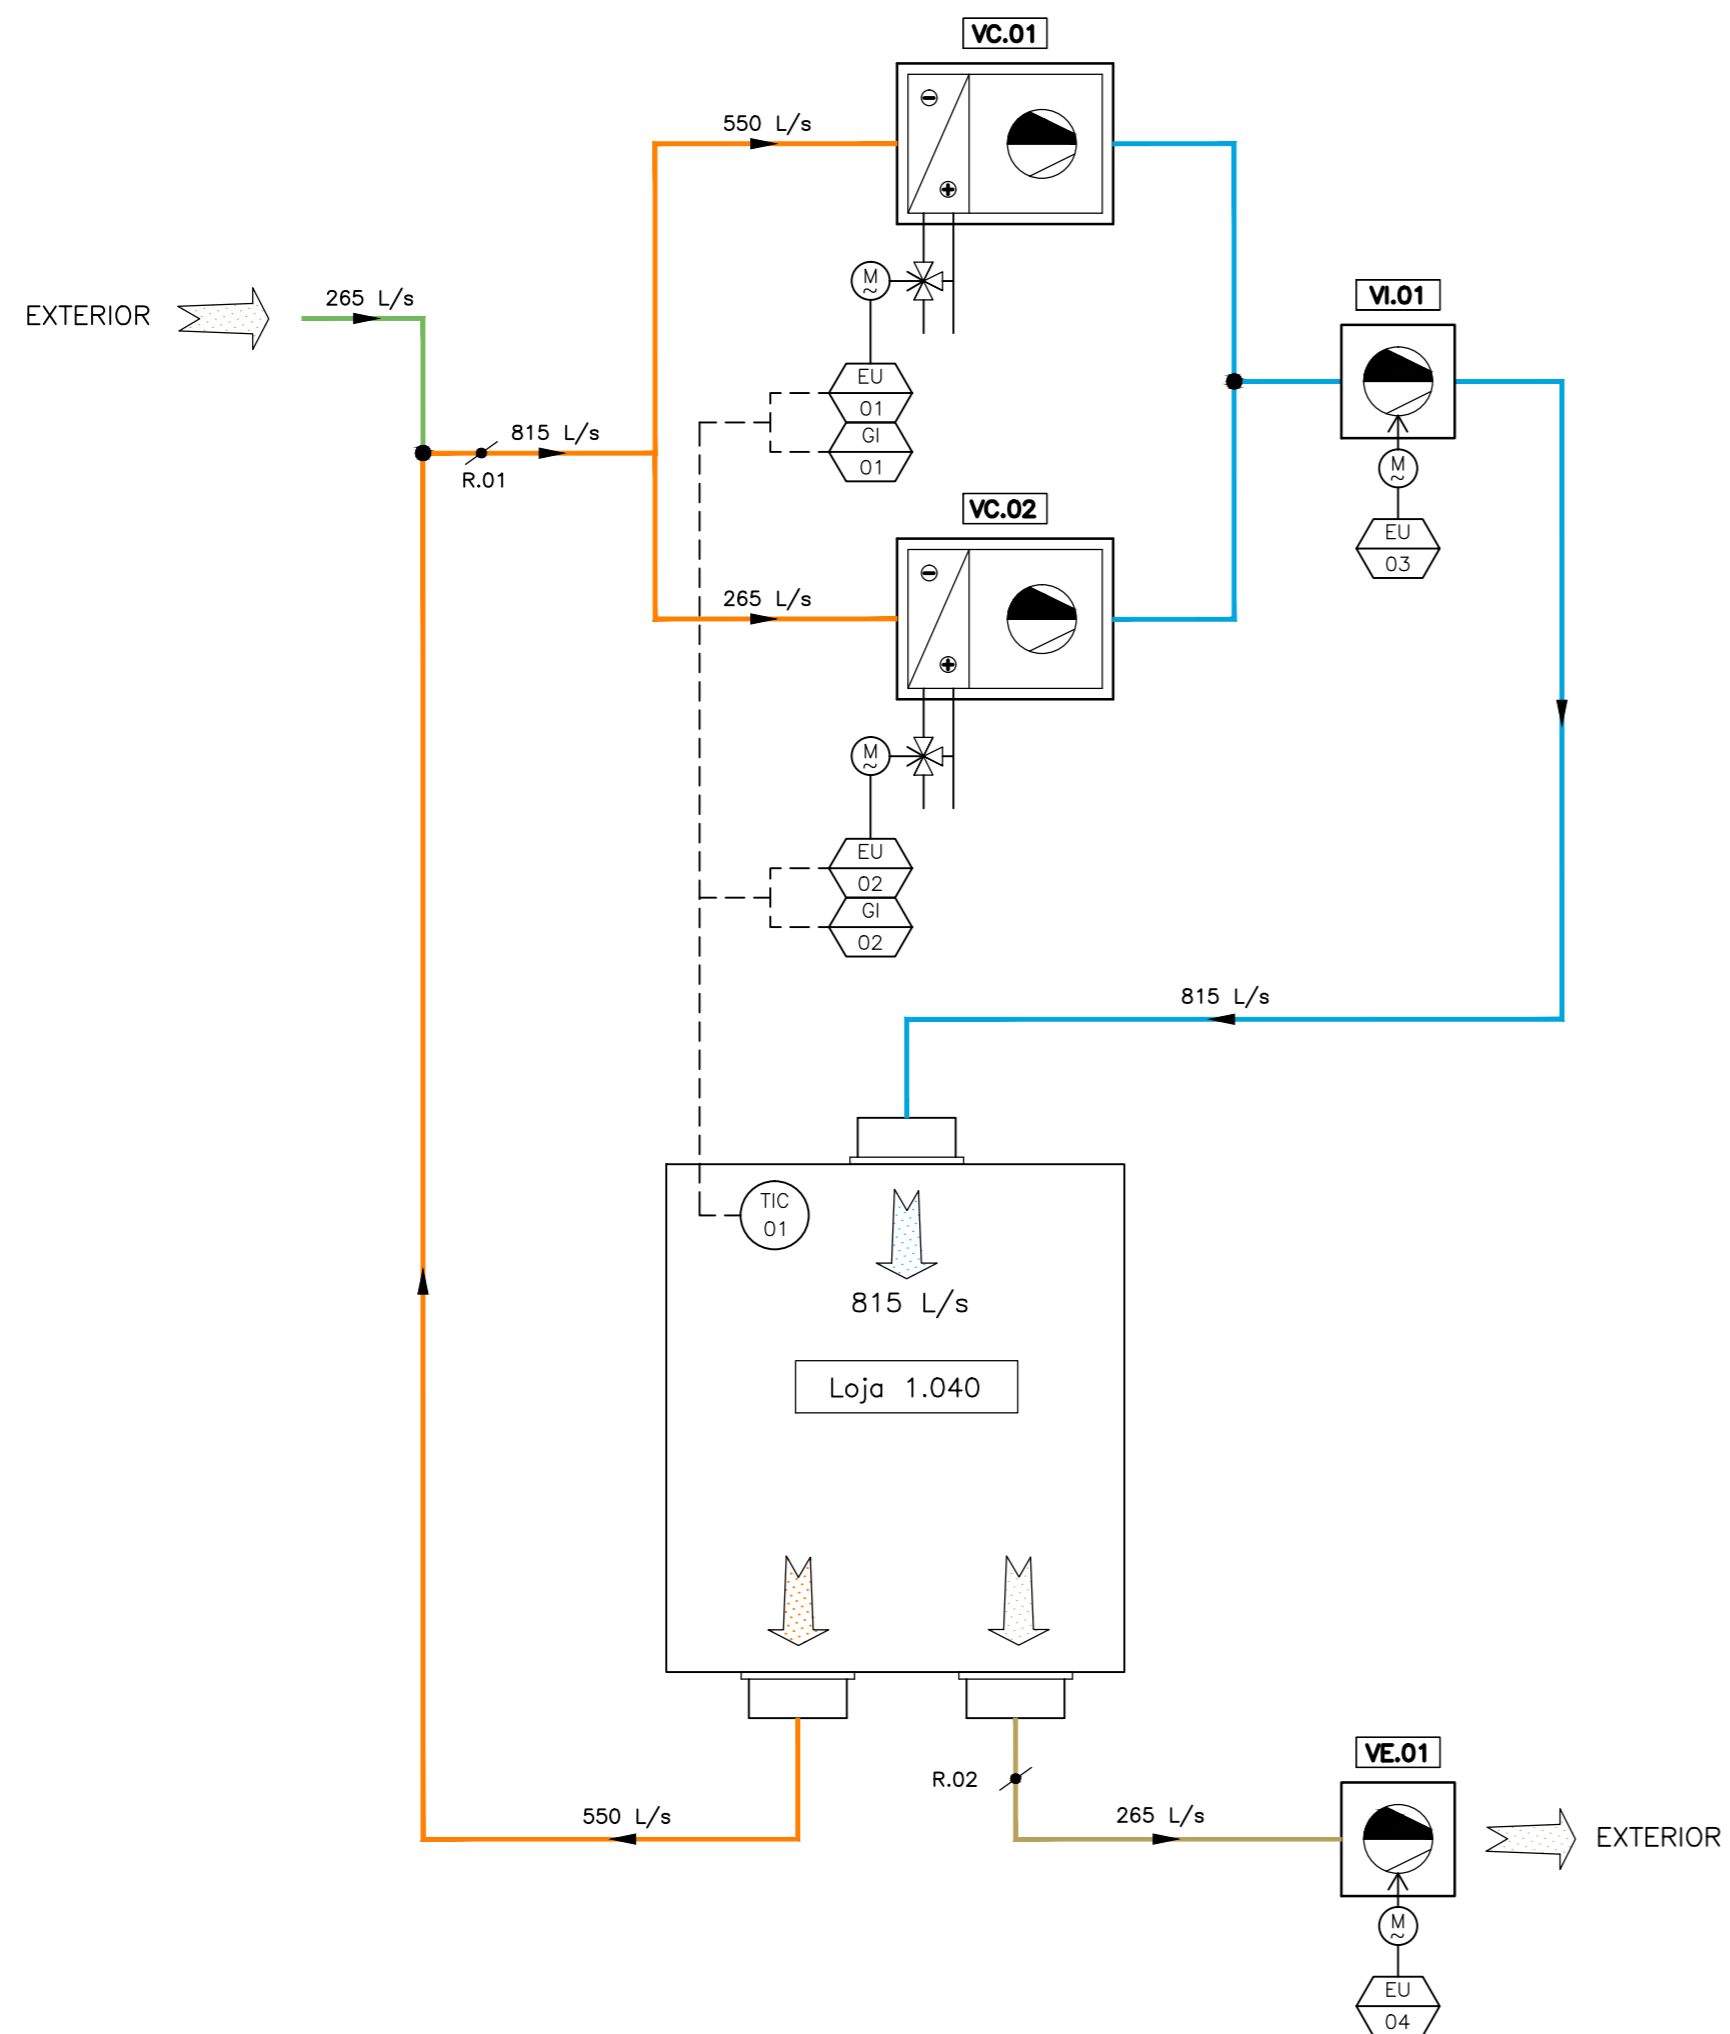 VC.01
550 L/s
M
~
EXTERIOR
265 L/s
VI.01
EU
01
GI
01
815 L/s
R.01
M
~
EU
03
VC.02
265 L/s
M
~
EU
02
GI
02
815 L/s
TIC
01
815 L/s
Loja 1.040
R.02
VE.01
550 L/s
265 L/s
EXTERIOR
M
~
EU
04